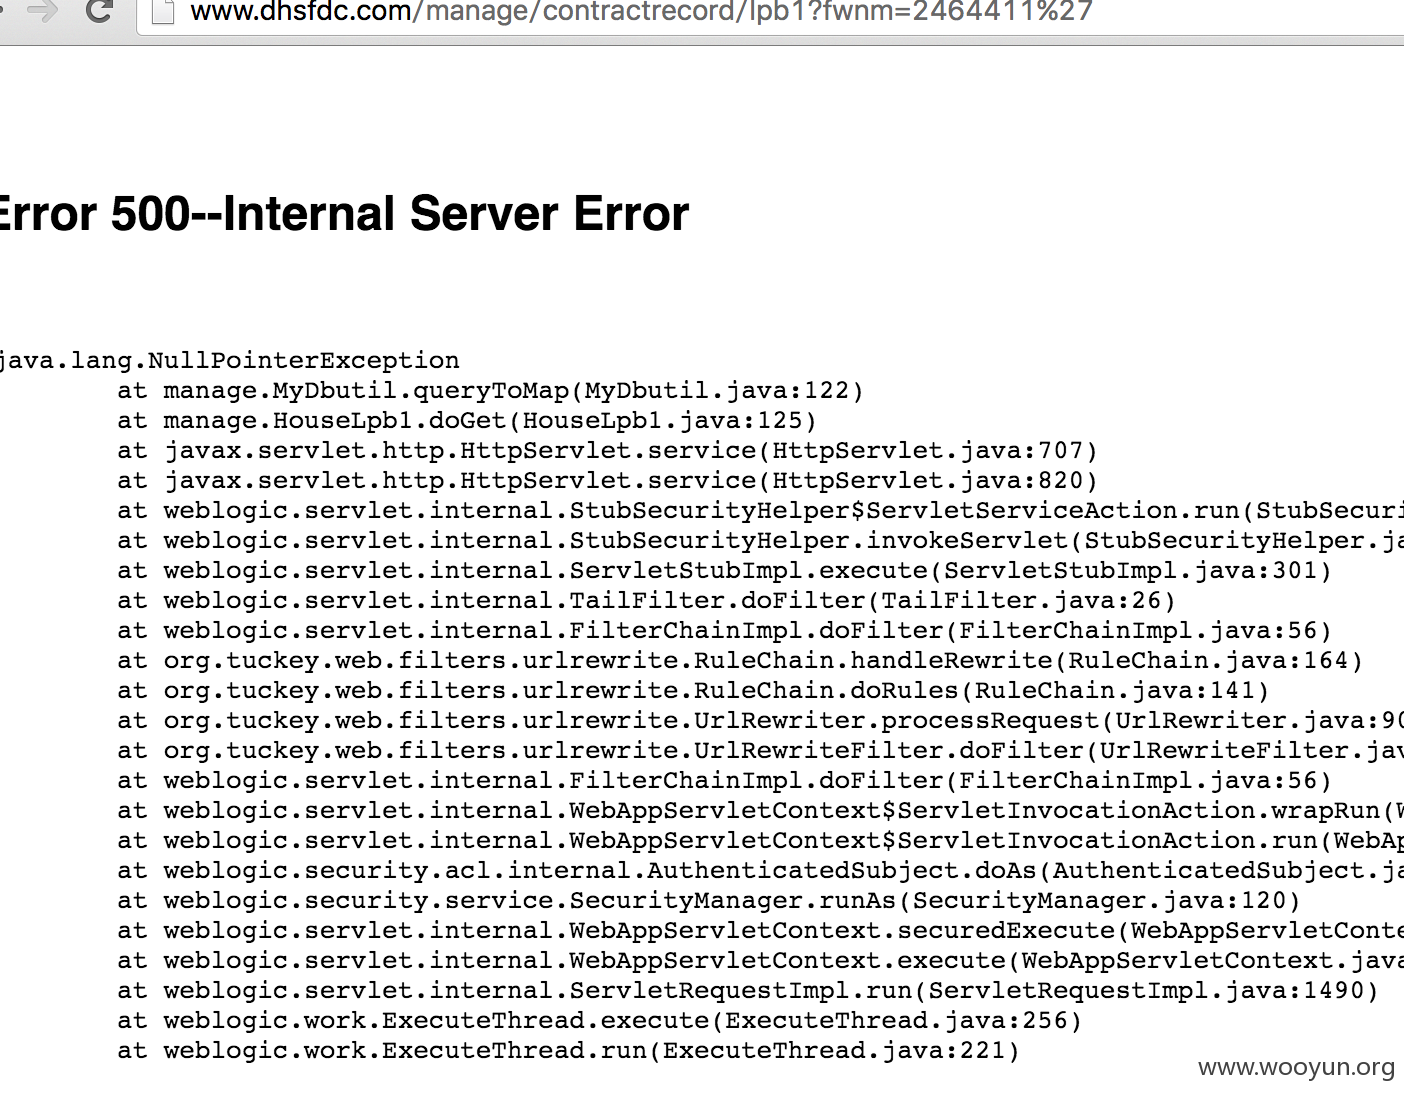 www.dhsfdc.com/manage/contractrecord/lpb1?fwnm=2464411%27
Error 500--Internal Server Error
java.lang.NullPointerException
at manage.MyDbutil.queryToMap(MyDbutil.java:122)
at manage.HouseLpb1.doGet(HouseLpb1.java:125)
at javax.servlet.http.HttpServlet.service(HttpServlet.java:707)
at javax.servlet.http.HttpServlet.service(HttpServlet.java:820)
at weblogic.servlet.internal.StubSecurityHelper$ServletServiceAction.run(StubSecuri
at weblogic.servlet.internal.StubSecurityHelper.invokeServlet(StubSecurityHelper.ja
at weblogic.servlet.internal.ServletStubImpl.execute(ServletStubImpl.java:301)
at weblogic.servlet.internal.TailFilter.doFilter(TailFilter.java:26)
at weblogic.servlet.internal.FilterChainImpl.doFilter(FilterChainImpl.java:56)
at org.tuckey.web.filters.urlrewrite.RuleChain.handleRewrite(RuleChain.java:164)
at org.tuckey.web.filters.urlrewrite.RuleChain.doRules(RuleChain.java:141)
at org.tuckey.web.filters.urlrewrite.UrlRewriter.processRequest(UrlRewriter.java:90
at org.tuckey.web.filters.urlrewrite.UrlRewriteFilter.doFilter(UrlRewriteFilter.jav
at weblogic.servlet.internal.FilterChainImpl.doFilter(FilterChainImpl.java:56)
at weblogic.servlet.internal.WebAppServletContext$ServletInvocationAction.wrapRun(W
at weblogic.servlet.internal.WebAppServletContext$ServletInvocationAction.run(WebAp
at weblogic.security.acl.internal.AuthenticatedSubject.doAs(AuthenticatedSubject.ja
at weblogic.security.service.SecurityManager.runAs(SecurityManager.java:120)
at weblogic.servlet.internal.WebAppServletContext.securedExecute(WebAppServletConte
at weblogic.servlet.internal.WebAppServletContext.execute(WebAppServletContext.java
at weblogic.servlet.internal.ServletRequestImpl.run(ServletRequestImpl.java:1490)
at weblogic.work.ExecuteThread.execute(ExecuteThread.java:256)
at weblogic.work.ExecuteThread.run(ExecuteThread.java:221)
www.wooyun.org